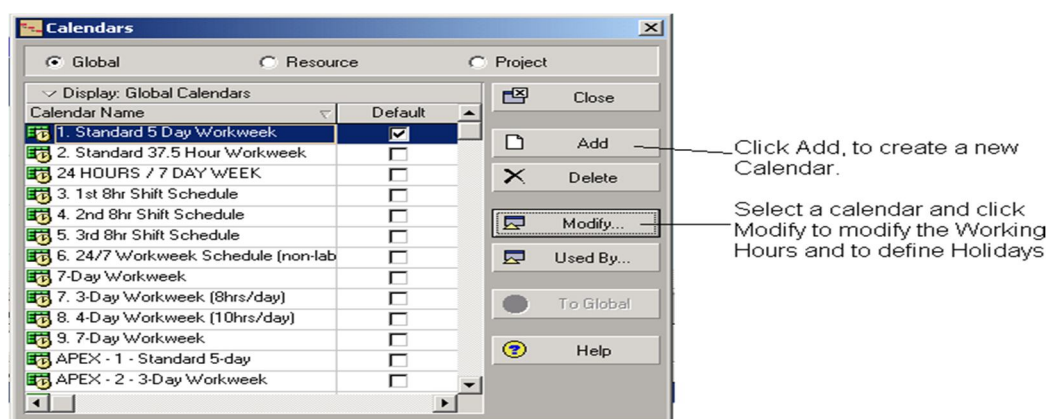 Calendars
Global Resource Project
Display: Global Calendars
Calendar Name Default
1. Standard 5 Day Workweek
2. Standard 37.5 Hour Workweek
24 HOURS / 7 DAY WEEK
3. 1st 8hr Shift Schedule
4. 2nd 8hr Shift Schedule
5. 3rd 8hr Shift Schedule
6. 24/7 Workweek Schedule (non-lab
7-Day Workweek
7. 3-Day Workweek (8hrs/day)
8. 4-Day Workweek (10hrs/day)
9. 7-Day Workweek
APEX - 1 - Standard 5-day
APEX - 2 - 3-Day Workweek
Close
Add
Delete
Modify...
Used By...
To Global
Help
Click Add, to create a new
Calendar.
Select a calendar and click
Modify to modify the Working
Hours and to define Holidays